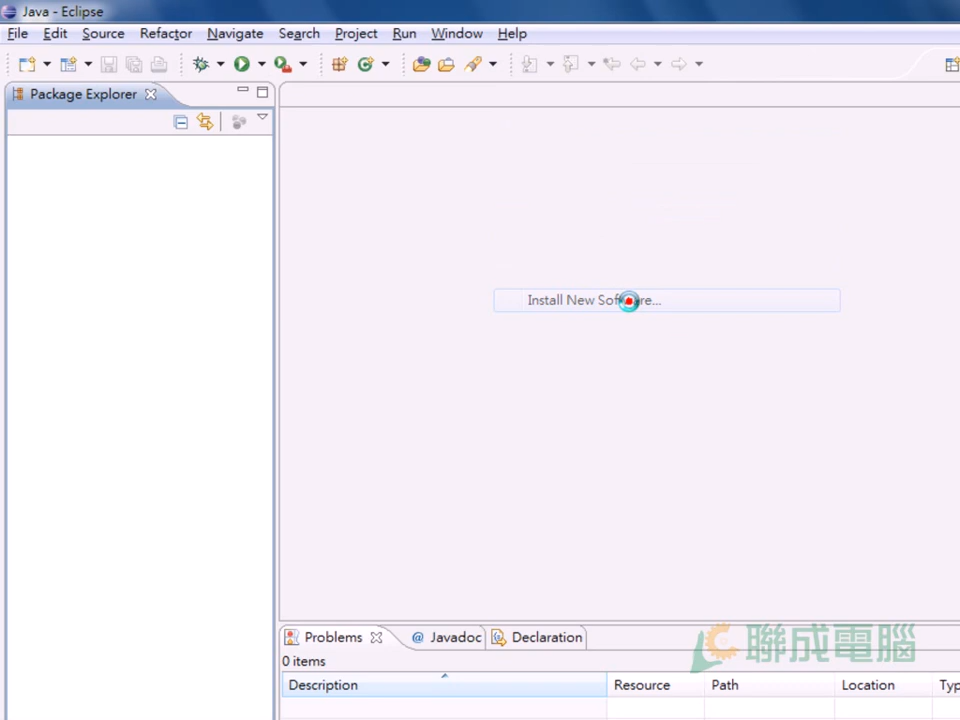 Java - Eclipse
File Edit Source Refactor Navigate Search Project Run Window Help
Package Explorer
Install New Software...
Problems @ Javadoc Declaration
聯成電腦
0 items
Description Resource Path Location Typ